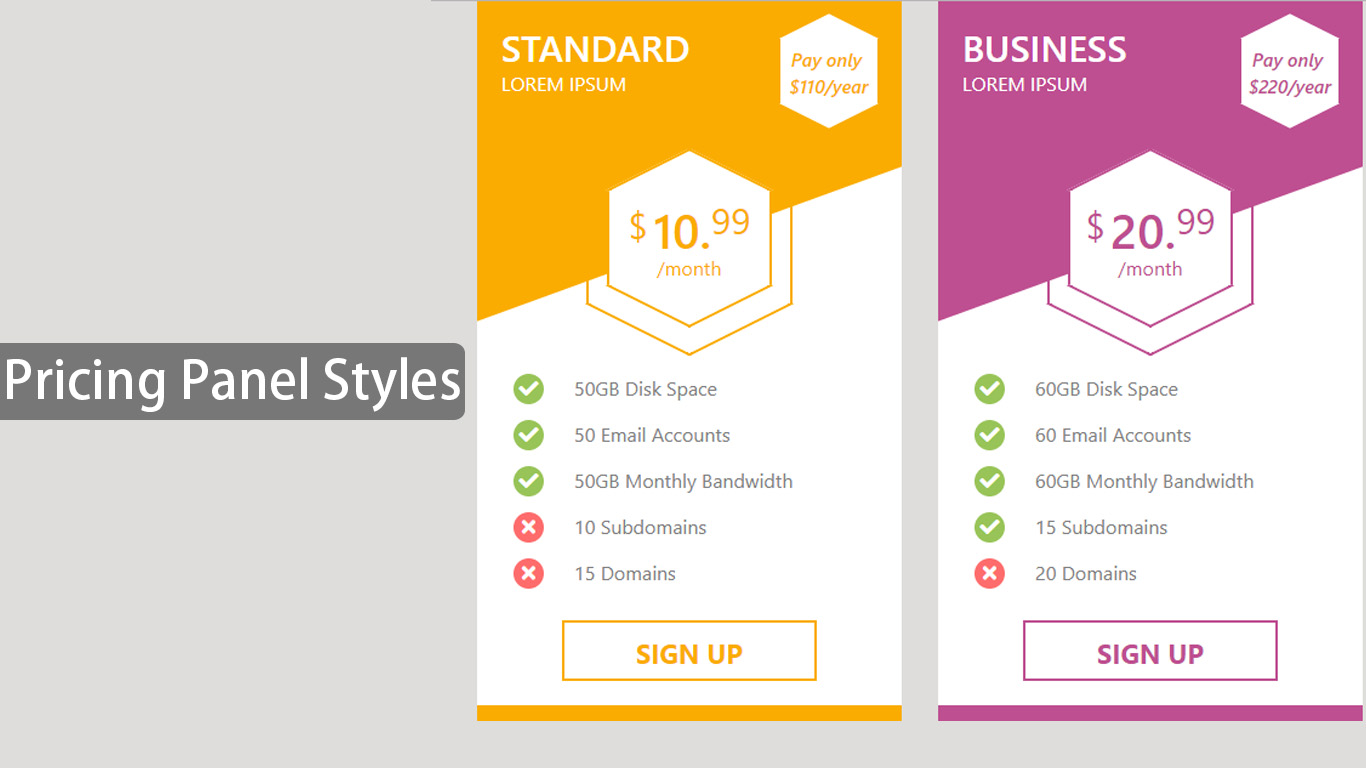 Pricing Panel Styles
STANDARD
LOREM IPSUM
Pay only
$110/year
$10.99
/month
50GB Disk Space
50 Email Accounts
50GB Monthly Bandwidth
10 Subdomains
15 Domains
SIGN UP
BUSINESS
LOREM IPSUM
Pay only
$220/year
$20.99
/month
60GB Disk Space
60 Email Accounts
60GB Monthly Bandwidth
15 Subdomains
20 Domains
SIGN UP